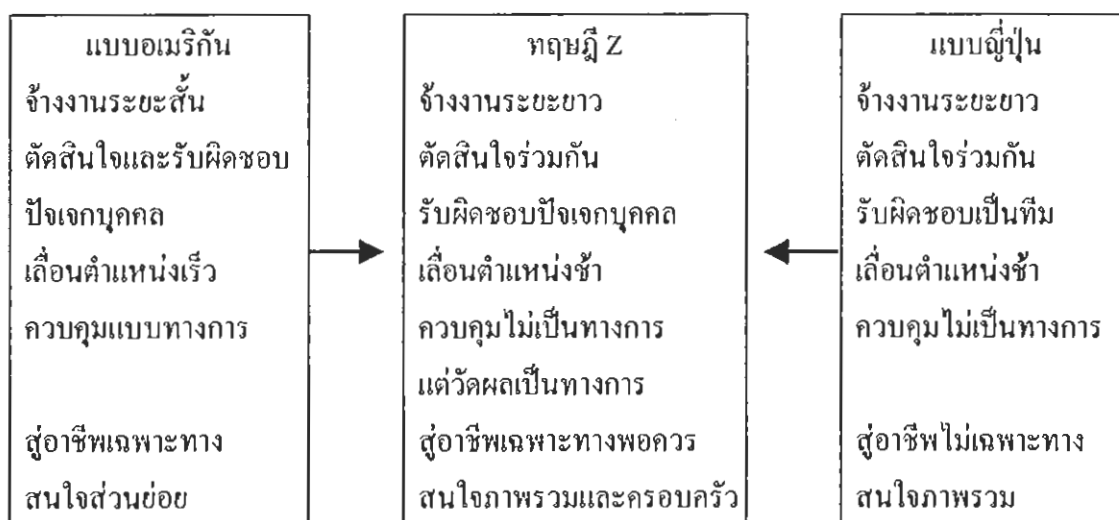 แบบอเมริกัน
จ้างงานระยะสั้น
ตัดสินใจและรับผิดชอบ
ปัจเจกบุคคล
เลื่อนตำแหน่งเร็ว
ควบคุมแบบทางการ
สู่อาชีพเฉพาะทาง
สนใจส่วนย่อย
ทฤษฎี Z
จ้างงานระยะยาว
ตัดสินใจร่วมกัน
รับผิดชอบปัจเจกบุคคล
เลื่อนตำแหน่งช้า
ควบคุมไม่เป็นทางการ
แต่วัดผลเป็นทางการ
สู่อาชีพเฉพาะทางพอควร
สนใจภาพรวมและครอบครัว
แบบญี่ปุ่น
จ้างงานระยะยาว
ตัดสินใจร่วมกัน
รับผิดชอบเป็นทีม
เลื่อนตำแหน่งช้า
ควบคุมไม่เป็นทางการ
สู่อาชีพไม่เฉพาะทาง
สนใจภาพรวม